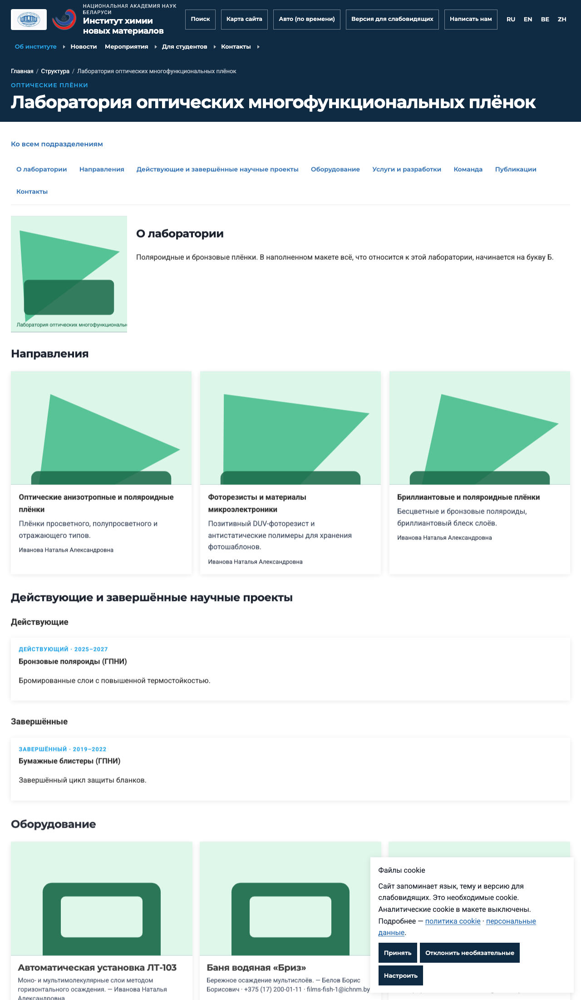 НАЦИОНАЛЬНАЯ АКАДЕМИЯ НАУК
БЕЛАРУСИ
Институт химии
новых материалов
Поиск
Карта сайта
Авто (по времени)
Версия для слабовидящих
Написать нам
RU
EN
BE
ZH
Об институте
Новости
Мероприятия
Для студентов
Контакты
Главная / Структура / Лаборатория оптических многофункциональных плёнок
ОПТИЧЕСКИЕ ПЛЁНКИ
Лаборатория оптических многофункциональных плёнок
Ко всем подразделениям
О лаборатории
Направления
Действующие и завершённые научные проекты
Оборудование
Услуги и разработки
Команда
Публикации
Контакты
Лаборатория оптических многофункциональн
О лаборатории
Поляроидные и бронзовые плёнки. В наполненном макете всё, что относится к этой лаборатории, начинается на букву Б.
Направления
Оптические анизотропные и поляроидные
плёнки
Плёнки просветного, полупросветного и
отражающего типов.
Иванова Наталья Александровна
Фоторезисты и материалы
микроэлектроники
Позитивный DUV-фоторезист и
антистатические полимеры для хранения
фотошаблонов.
Иванова Наталья Александровна
Бриллиантовые и поляроидные плёнки
Бесцветные и бронзовые поляроиды,
бриллиантовый блеск слоёв.
Иванова Наталья Александровна
Действующие и завершённые научные проекты
Действующие
ДЕЙСТВУЮЩИЙ · 2025–2027
Бронзовые поляроиды (ГПНИ)
Бромированные слои с повышенной термостойкостью.
Завершённые
ЗАВЕРШЁННЫЙ · 2019–2022
Бумажные блистеры (ГПНИ)
Завершённый цикл защиты бланков.
Оборудование
Автоматическая установка ЛТ-103
Моно- и мультимолекулярные слои методом
горизонтального осаждения. — Иванова Наталья
Александровна
Баня водяная «Бриз»
Бережное осаждение мультислоёв. — Белов Борис
Борисович · +375 (17) 200-01-11 · films-fish-1@ichnm.by
Файлы cookie
Сайт запоминает язык, тему и версию для
слабовидящих. Это необходимые cookie.
Аналитические cookie в макете выключены.
Подробнее — политика cookie · персональные
данные.
Принять
Отклонить необязательные
Настроить